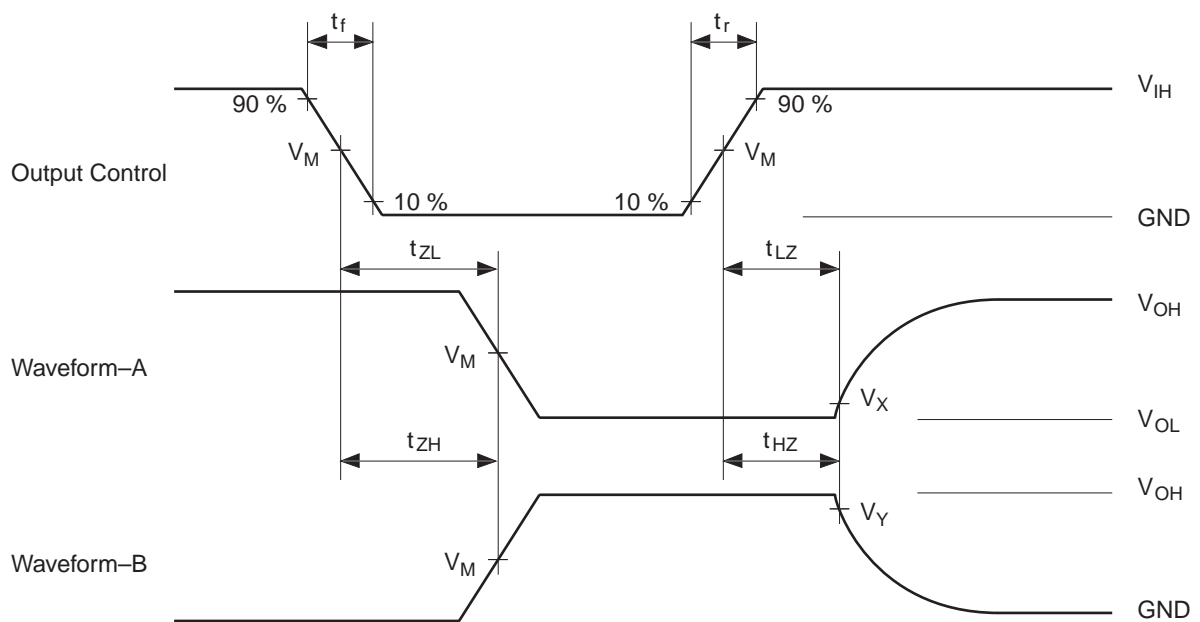 t_f
t_r
V_IH
90 %
90 %
V_M
V_M
Output Control
10 %
10 %
GND
t_ZL
t_LZ
V_OH
V_M
Waveform–A
V_X
V_OL
t_ZH
t_HZ
V_OH
V_Y
Waveform–B
V_M
GND